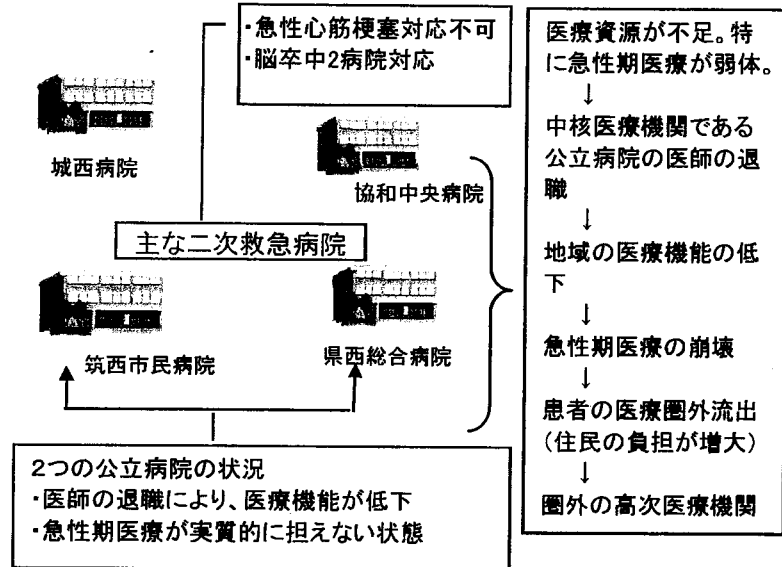 ・急性心筋梗塞対応不可
・脳卒中2病院対応
城西病院
協和中央病院
主な二次救急病院
筑西市民病院
県西総合病院
2つの公立病院の状況
・医師の退職により、医療機能が低下
・急性期医療が実質的に担えない状態
医療資源が不足。特
に急性期医療が弱体。
↓
中核医療機関である
公立病院の医師の退
職
↓
地域の医療機能の低
下
↓
急性期医療の崩壊
↓
患者の医療圏外流出
(住民の負担が増大)
↓
圏外の高次医療機関